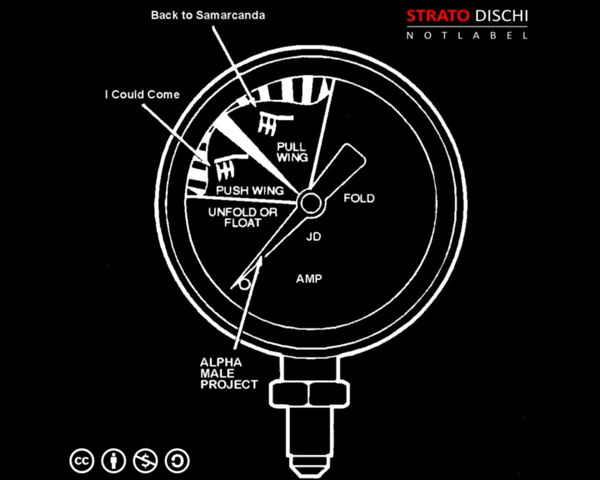 Back to Samarcanda
STRATO DISCHI
NOTLABEL
I Could Come
PULL
WING
PUSH WING
UNFOLD OR
FLOAT
FOLD
JD
AMP
ALPHA
MALE
PROJECT
cc